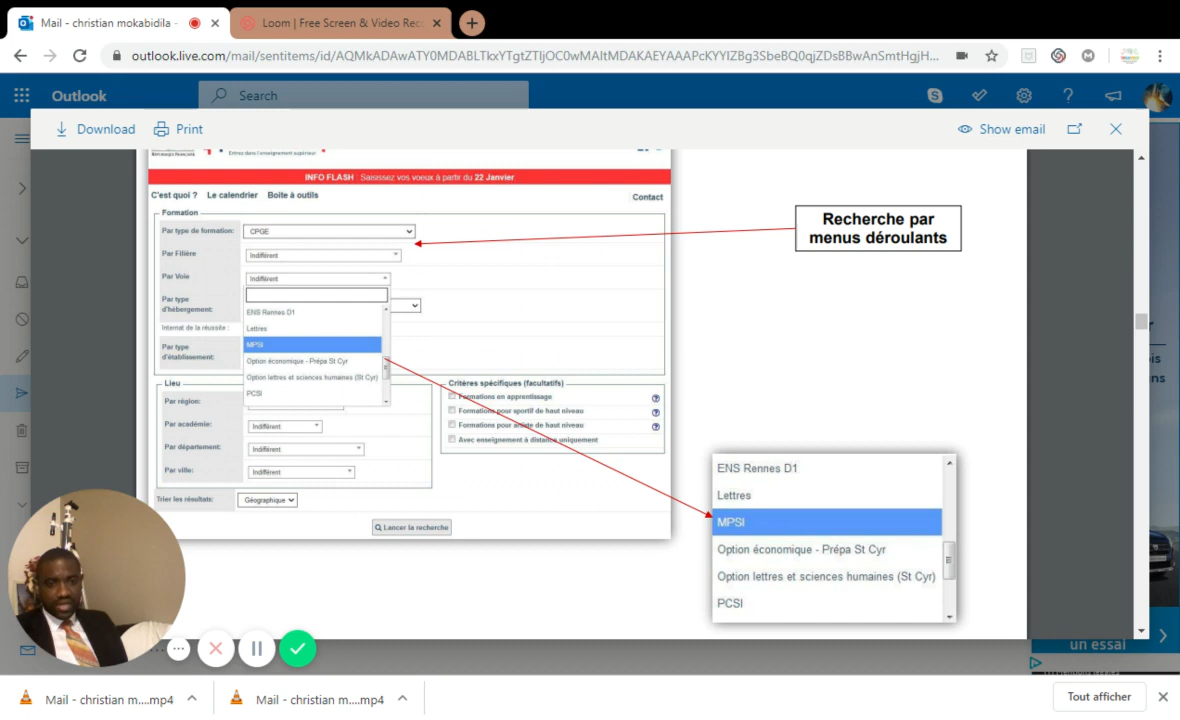 Mail - christian mokabidila -
Loom | Free Screen & Video Rec
outlook.live.com/mail/sentitems/id/AQMkADAwATY0MDABLTkxYTgtZTljOC0wMAItMDAKAEYAAAPcKYYIZBg3SbeBQ0qjZDsBBwAnSmtHgjH...
Outlook
Search
Download
Print
Show email
Entrez dans l'enseignement supérieur
INFO FLASH : Saisissez vos voeux à partir du 22 Janvier
C'est quoi ? Le calendrier Boite à outils
Contact
Formation
Par type de formation:
CPGE
Par Filière
Indifférent
Par Voie
Indifférent
Par type
d'hébergement:
ENS Rennes D1
Internat de la réussite :
Lettres
MPSI
Par type
d'établissement:
Option économique - Prépa St Cyr
Option lettres et sciences humaines (St Cyr)
PCSI
Recherche par
menus déroulants
Lieu
Par région:
Par académie:
Indifférent
Par département:
Indifférent
Par ville:
Indifférent
Critères spécifiques (facultatifs)
Formations en apprentissage
Formations pour sportif de haut niveau
Formations pour artiste de haut niveau
Avec enseignement à distance uniquement
Trier les résultats:
Géographique
Lancer la recherche
ENS Rennes D1
Lettres
MPSI
Option économique - Prépa St Cyr
Option lettres et sciences humaines (St Cyr)
PCSI
un essai
Mail - christian m....mp4
Mail - christian m....mp4
Tout afficher